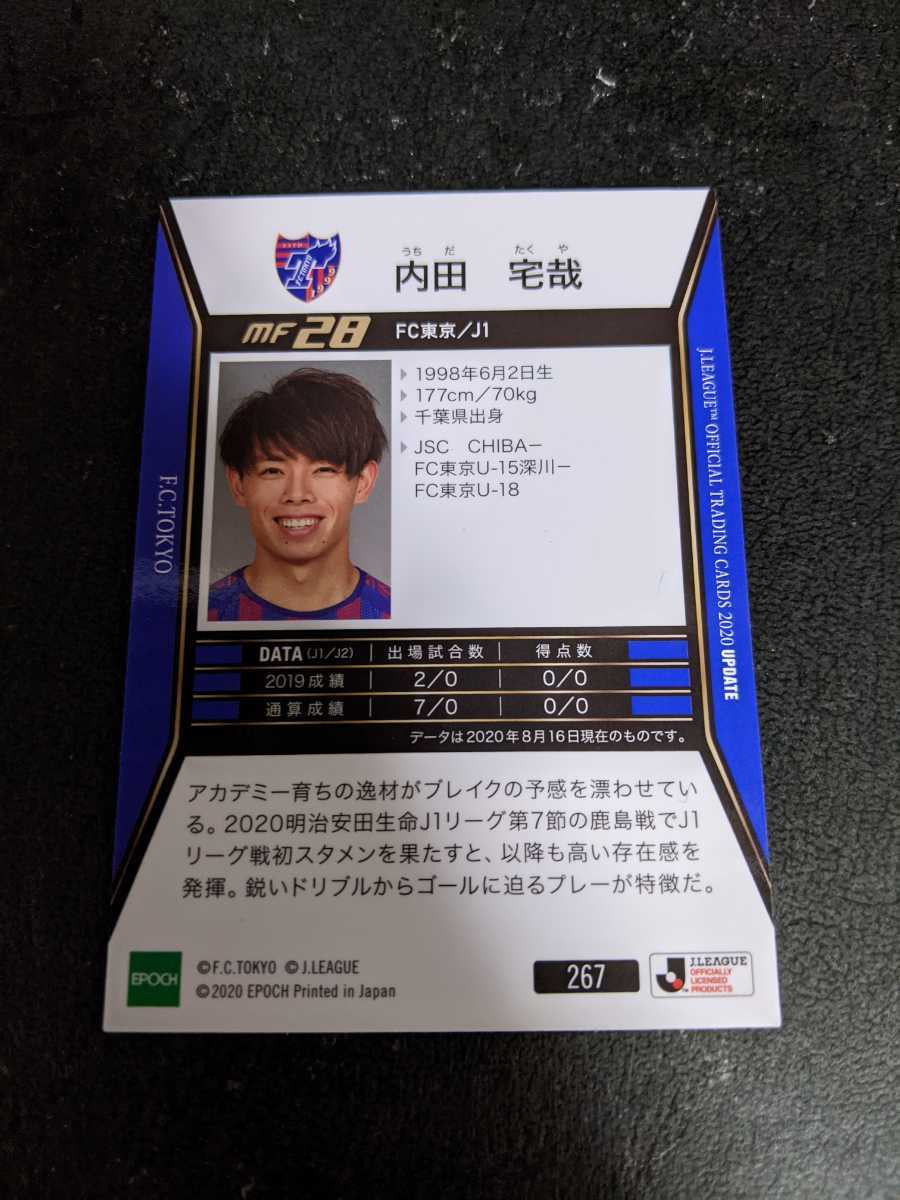 うち だ たく や
内田 宅哉
FC TOKYO
1999
MF 28 FC東京／J1
1998年6月2日生
177cm／70kg
千葉県出身
JSC CHIBAー
FC東京U-15深川ー
FC東京U-18
F.C.TOKYO
J.LEAGUE™ OFFICIAL TRADING CARDS 2020 UPDATE
DATA (J1／J2) 出場試合数 得点数
2019成績 2／0 0／0
通算成績 7／0 0／0
データは2020年8月16日現在のものです。
アカデミー育ちの逸材がブレイクの予感を漂わせてい
る。2020明治安田生命J1リーグ第7節の鹿島戦でJ1
リーグ戦初スタメンを果たすと、以降も高い存在感を
発揮。鋭いドリブルからゴールに迫るプレーが特徴だ。
EPOCH
©F.C.TOKYO ©J.LEAGUE
©2020 EPOCH Printed in Japan
267
J.LEAGUE
OFFICIALLY
LICENSED
PRODUCTS